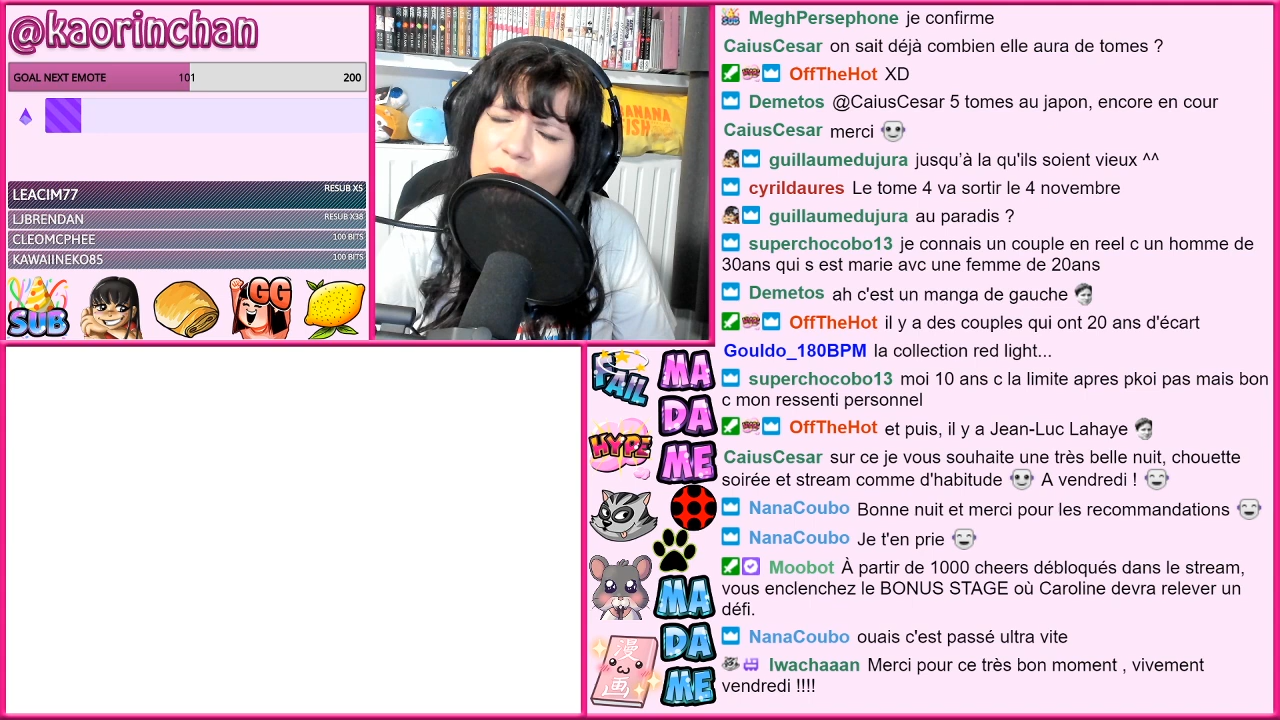 @kaorinchan
GOAL NEXT EMOTE 101 200
LEACIM77 RESUB X5
LJBRENDAN RESUB X38
CLEOMCPHEE 100 BITS
KAWAIINEKO85 100 BITS
SUB
GG
BANANA
FISH
FAIL
HYPE
漫
画
MA
DA
ME
MA
DA
ME
MeghPersephone je confirme
CaiusCesar on sait déjà combien elle aura de tomes ?
OffTheHot XD
Demetos @CaiusCesar 5 tomes au japon, encore en cour
CaiusCesar merci
guillaumedujura jusqu'à la qu'ils soient vieux ^^
cyrildaures Le tome 4 va sortir le 4 novembre
guillaumedujura au paradis ?
superchocobo13 je connais un couple en reel c un homme de
30ans qui s est marie avc une femme de 20ans
Demetos ah c'est un manga de gauche
OffTheHot il y a des couples qui ont 20 ans d'écart
Gouldo_180BPM la collection red light...
superchocobo13 moi 10 ans c la limite apres pkoi pas mais bon
c mon ressenti personnel
OffTheHot et puis, il y a Jean-Luc Lahaye
CaiusCesar sur ce je vous souhaite une très belle nuit, chouette
soirée et stream comme d'habitude A vendredi !
NanaCoubo Bonne nuit et merci pour les recommandations
NanaCoubo Je t'en prie
Moobot À partir de 1000 cheers débloqués dans le stream,
vous enclenchez le BONUS STAGE où Caroline devra relever un
défi.
NanaCoubo ouais c'est passé ultra vite
Iwachaaan Merci pour ce très bon moment , vivement
vendredi !!!!